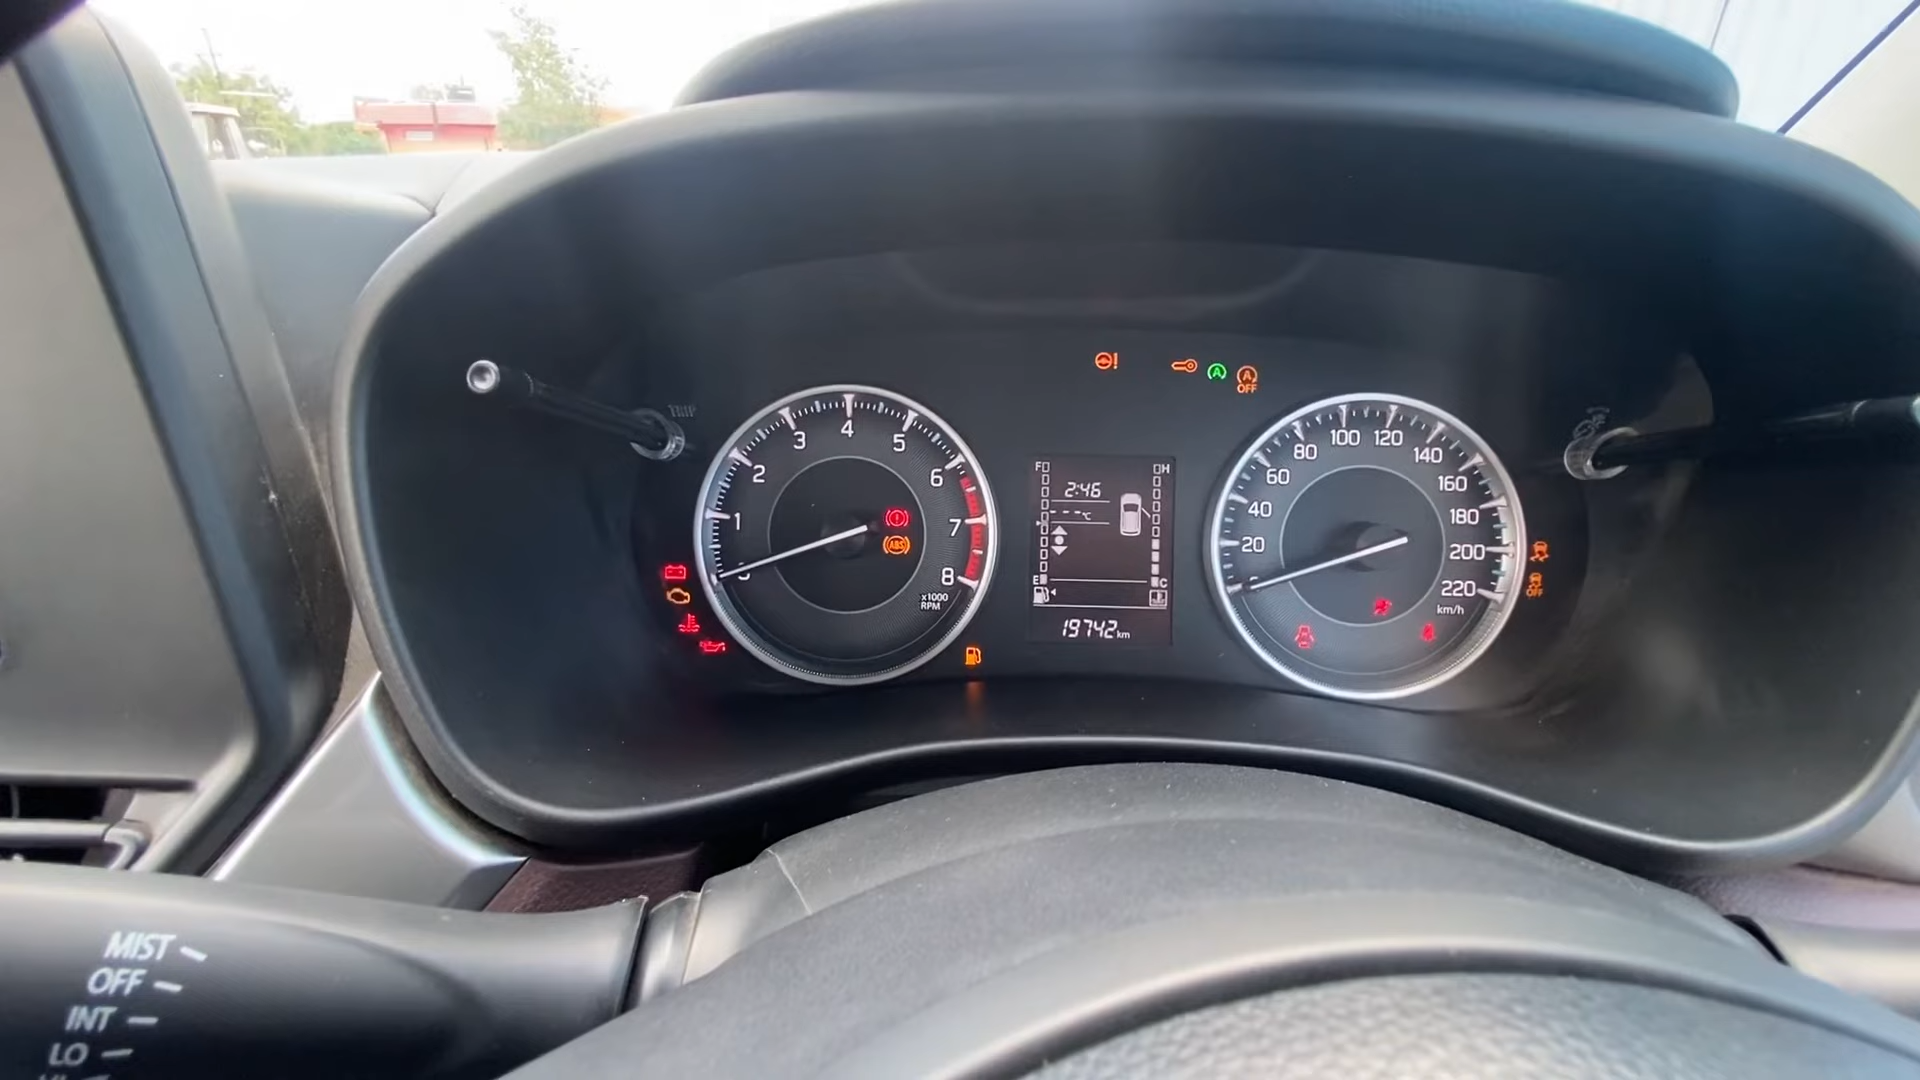 TRIP
1
2
3
4
5
6
7
8
x1000
RPM
ABS
A
A
OFF
F
H
2:46
---°C
E
C
19742km
20
40
60
80
100
120
140
160
180
200
220
km/h
OFF
MIST
OFF
INT
LO